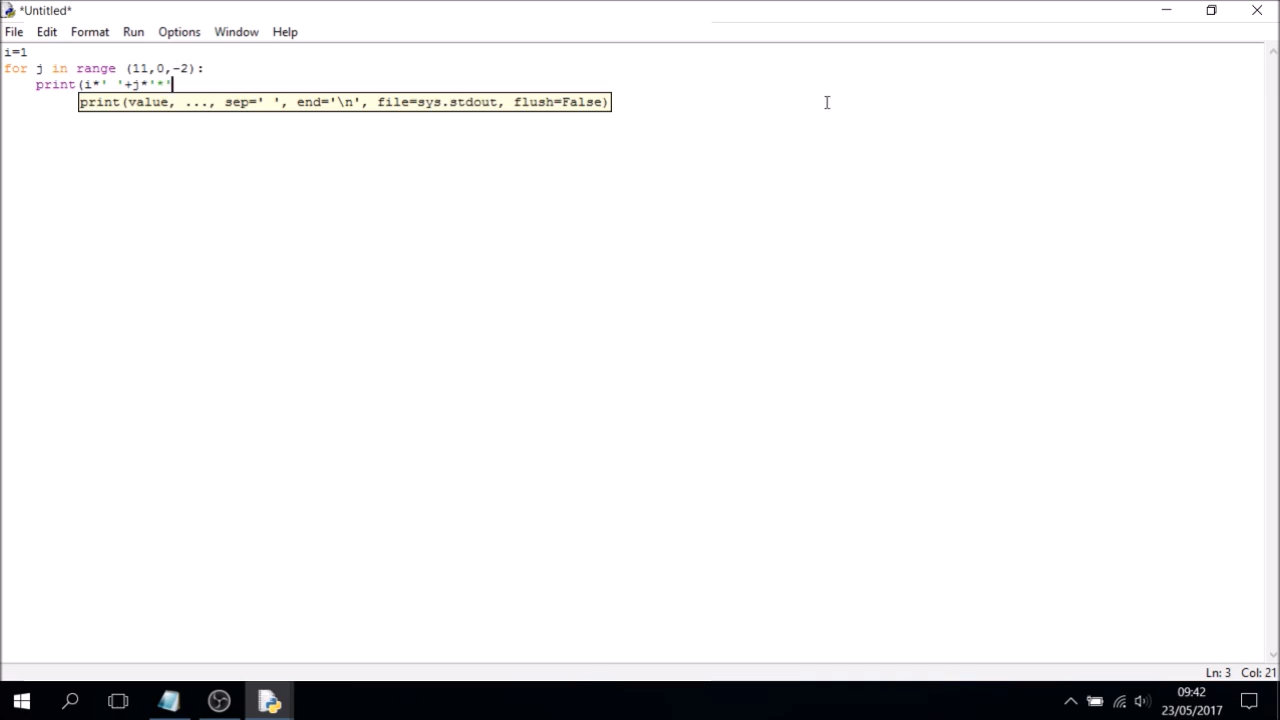 *Untitled*
File Edit Format Run Options Window Help
i=1
for j in range (11,0,-2):
    print(i*' '+j*'*'
print(value, ..., sep=' ', end='\n', file=sys.stdout, flush=False)
Ln: 3 Col: 21
09:42
23/05/2017